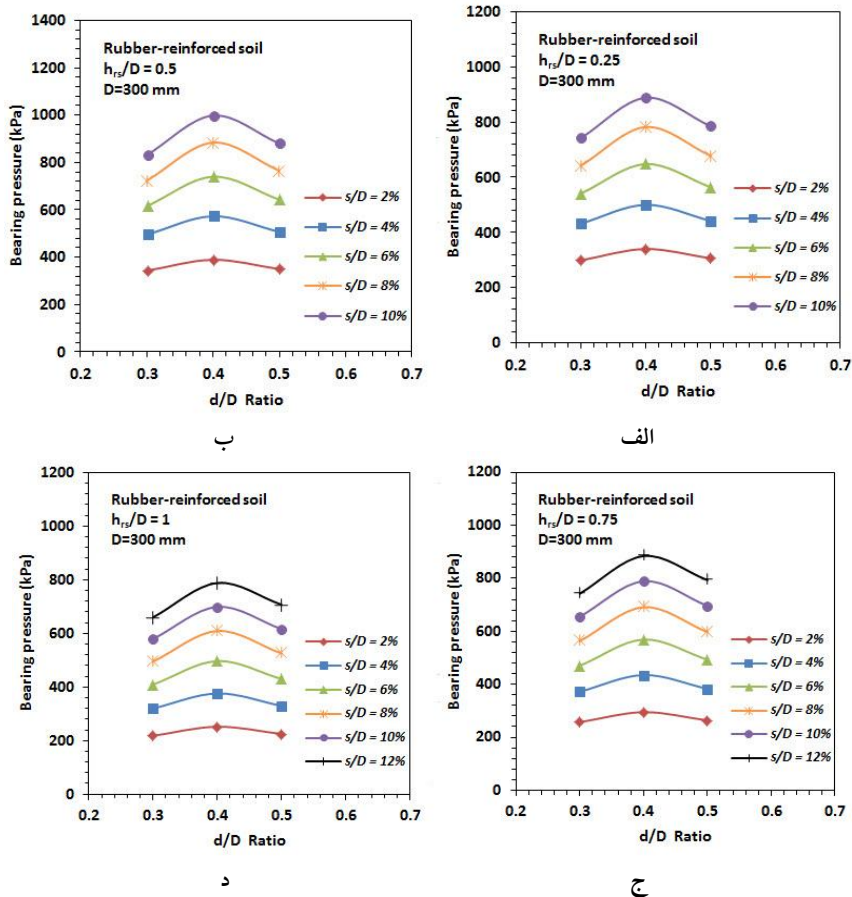 Bearing pressure (kPa)
1400
1200
1000
800
600
400
200
0
Rubber-reinforced soil
hrs/D = 0.5
D=300 mm
s/D = 2%
s/D = 4%
s/D = 6%
s/D = 8%
s/D = 10%
0.2 0.3 0.4 0.5 0.6 0.7
d/D Ratio
ب
Bearing pressure (kPa)
1200
1000
800
600
400
200
0
Rubber-reinforced soil
hrs/D = 0.25
D=300 mm
s/D = 2%
s/D = 4%
s/D = 6%
s/D = 8%
s/D = 10%
0.2 0.3 0.4 0.5 0.6 0.7
d/D Ratio
الف
Bearing pressure (kPa)
1200
1000
800
600
400
200
0
Rubber-reinforced soil
hrs/D = 1
D=300 mm
s/D = 2%
s/D = 4%
s/D = 6%
s/D = 8%
s/D = 10%
s/D = 12%
0.2 0.3 0.4 0.5 0.6 0.7
d/D Ratio
د
Bearing pressure (kPa)
1200
1000
800
600
400
200
0
Rubber-reinforced soil
hrs/D = 0.75
D=300 mm
s/D = 2%
s/D = 4%
s/D = 6%
s/D = 8%
s/D = 10%
s/D = 12%
0.2 0.3 0.4 0.5 0.6 0.7
d/D Ratio
ج